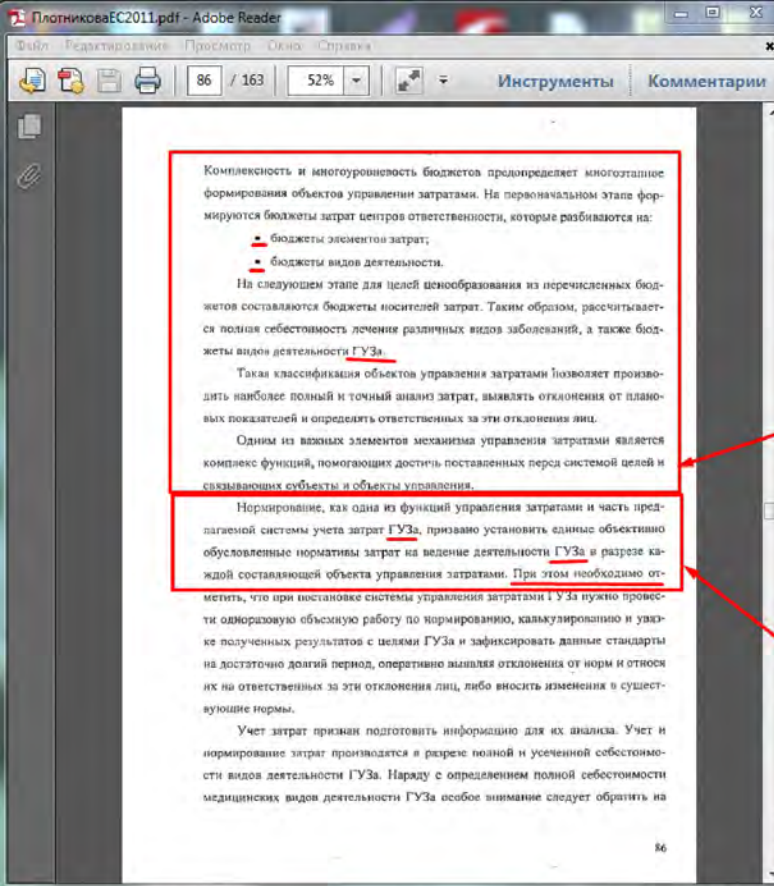 ПлотниковаЕС2011.pdf - Adobe Reader
Файл Редактирование Просмотр Окно Справка
86 / 163 52% Инструменты Комментарии
Комплексность и многоуровневость бюджетов предопределяет многоэтапное
формирования объектов управлении затратами. На первоначальном этапе фор-
мируются бюджеты затрат центров ответственности, которые разбиваются на:
▪ бюджеты элементов затрат;
▪ бюджеты видов деятельности.
На следующем этапе для целей ценообразования из перечисленных бюд-
жетов составляются бюджеты носителей затрат. Таким образом, рассчитывает-
ся полная себестоимость лечения различных видов заболеваний, а также бюд-
жеты видов деятельности ГУЗа.
Такая классификация объектов управления затратами позволяет произво-
дить наиболее полный и точный анализ затрат, выявлять отклонения от плано-
вых показателей и определять ответственных за эти отклонения лиц.
Одним из важных элементов механизма управления затратами является
комплекс функций, помогающих достичь поставленных перед системой целей и
связывающих субъекты и объекты управления.
Нормирование, как одна из функций управления затратами и часть пред-
лагаемой системы учета затрат ГУЗа, призвано установить единые объективно
обусловленные нормативы затрат на ведение деятельности ГУЗа в разрезе ка-
ждой составляющей объекта управления затратами. При этом необходимо от-
метить, что при постановке системы управления затратами ГУЗа нужно провес-
ти одноразовую объемную работу по нормированию, калькулированию и увяз-
ке полученных результатов с целями ГУЗа и зафиксировать данные стандарты
на достаточно долгий период, оперативно выявляя отклонения от норм и относя
их на ответственных за эти отклонения лиц, либо вносить изменения в сущест-
вующие нормы.
Учет затрат признан подготовить информацию для их анализа. Учет и
нормирование затрат производятся в разрезе полной и усеченной себестоимо-
сти видов деятельности ГУЗа. Наряду с определением полной себестоимости
медицинских видов деятельности ГУЗа особое внимание следует обратить на
86